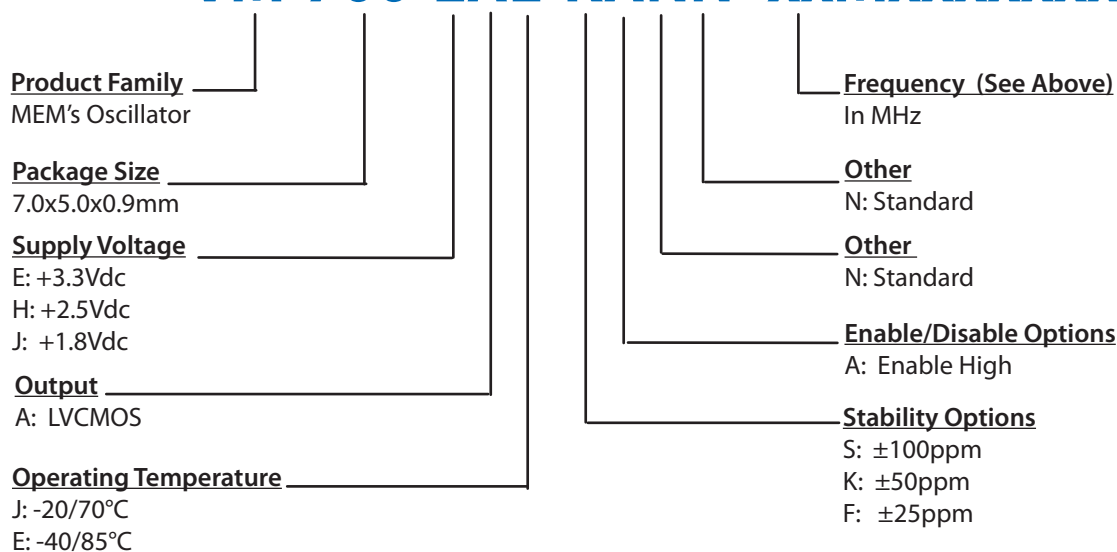 Product Family
MEM's Oscillator
Package Size
7.0x5.0x0.9mm
Supply Voltage
E: +3.3Vdc
H: +2.5Vdc
J: +1.8Vdc
Output
A: LVCMOS
Operating Temperature
J: -20/70°C
E: -40/85°C
Frequency (See Above)
In MHz
Other
N: Standard
Other
N: Standard
Enable/Disable Options
A: Enable High
Stability Options
S: ±100ppm
K: ±50ppm
F: ±25ppm